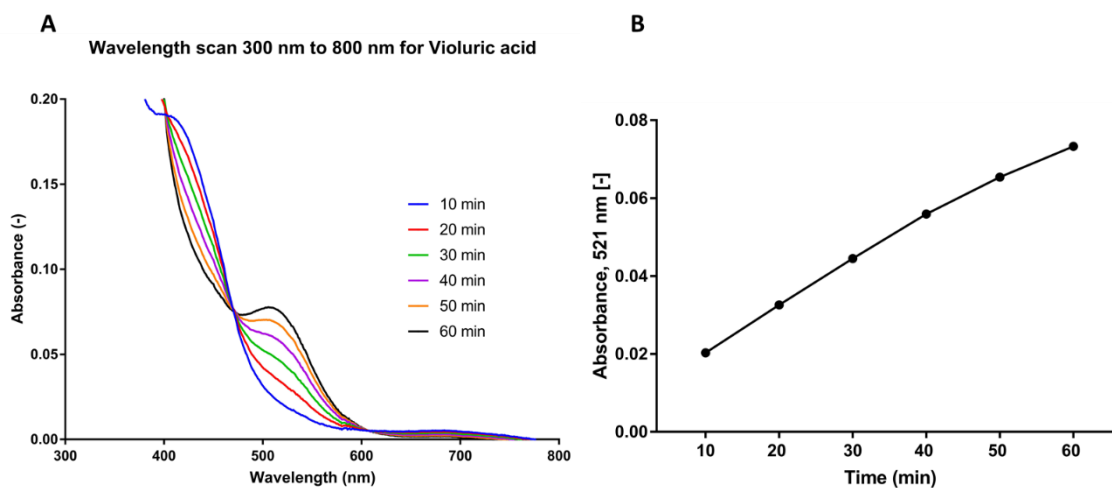 A
Wavelength scan 300 nm to 800 nm for Violuric acid
Absorbance (-)
0.20
0.15
0.10
0.05
0.00
300
400
500
600
700
800
Wavelength (nm)
10 min
20 min
30 min
40 min
50 min
60 min
B
Absorbance, 521 nm [-]
0.08
0.06
0.04
0.02
0.00
10
20
30
40
50
60
Time (min)